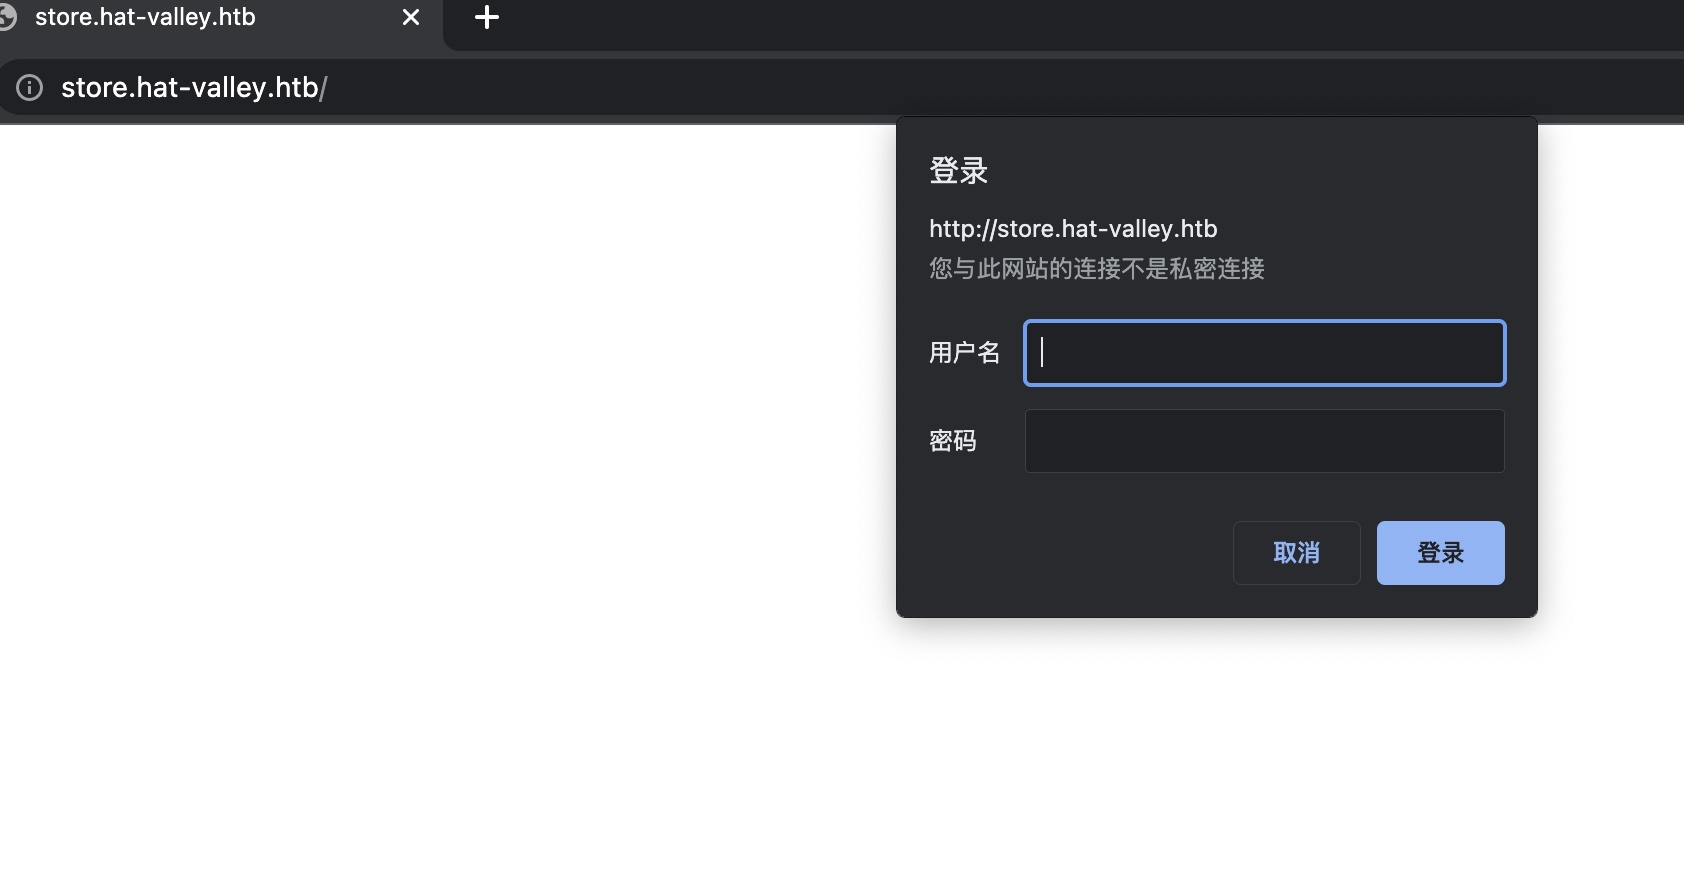 store.hat-valley.htb
store.hat-valley.htb/
登录
http://store.hat-valley.htb
您与此网站的连接不是私密连接
用户名
密码
取消 登录